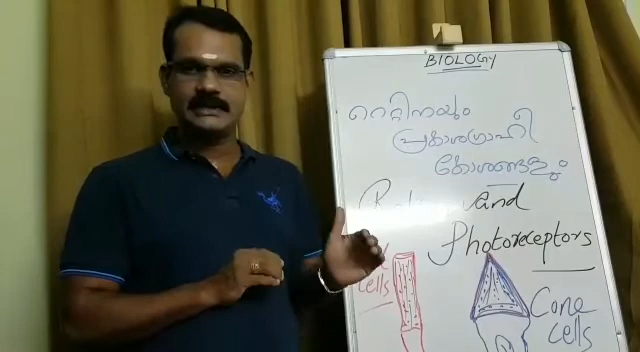 BIOLOGY
റെറ്റിനയും
പ്രകാശഗ്രാഹീ
കോശങ്ങളും
and
Photoreceptors
cells
Cone
cells